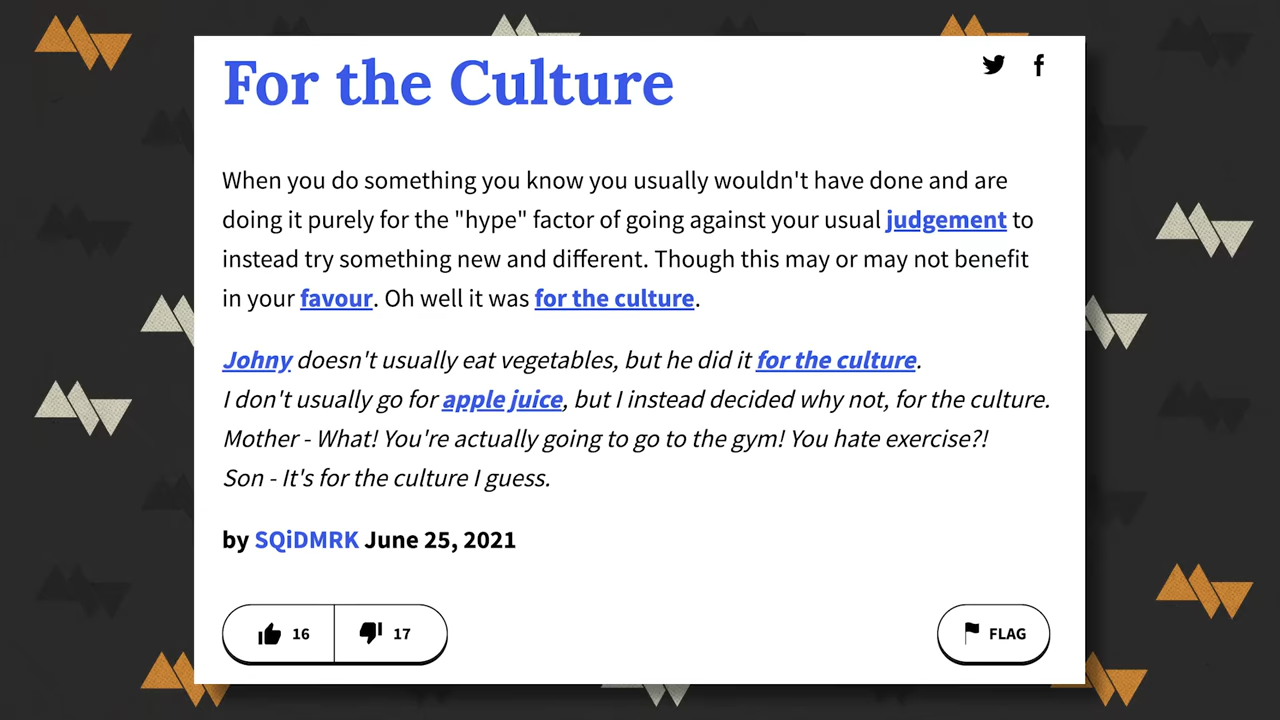 For the Culture
When you do something you know you usually wouldn't have done and are
doing it purely for the "hype" factor of going against your usual judgement to
instead try something new and different. Though this may or may not benefit
in your favour. Oh well it was for the culture.
Johny doesn't usually eat vegetables, but he did it for the culture.
I don't usually go for apple juice, but I instead decided why not, for the culture.
Mother - What! You're actually going to go to the gym! You hate exercise?!
Son - It's for the culture I guess.
by SQiDMRK June 25, 2021
16 17 FLAG